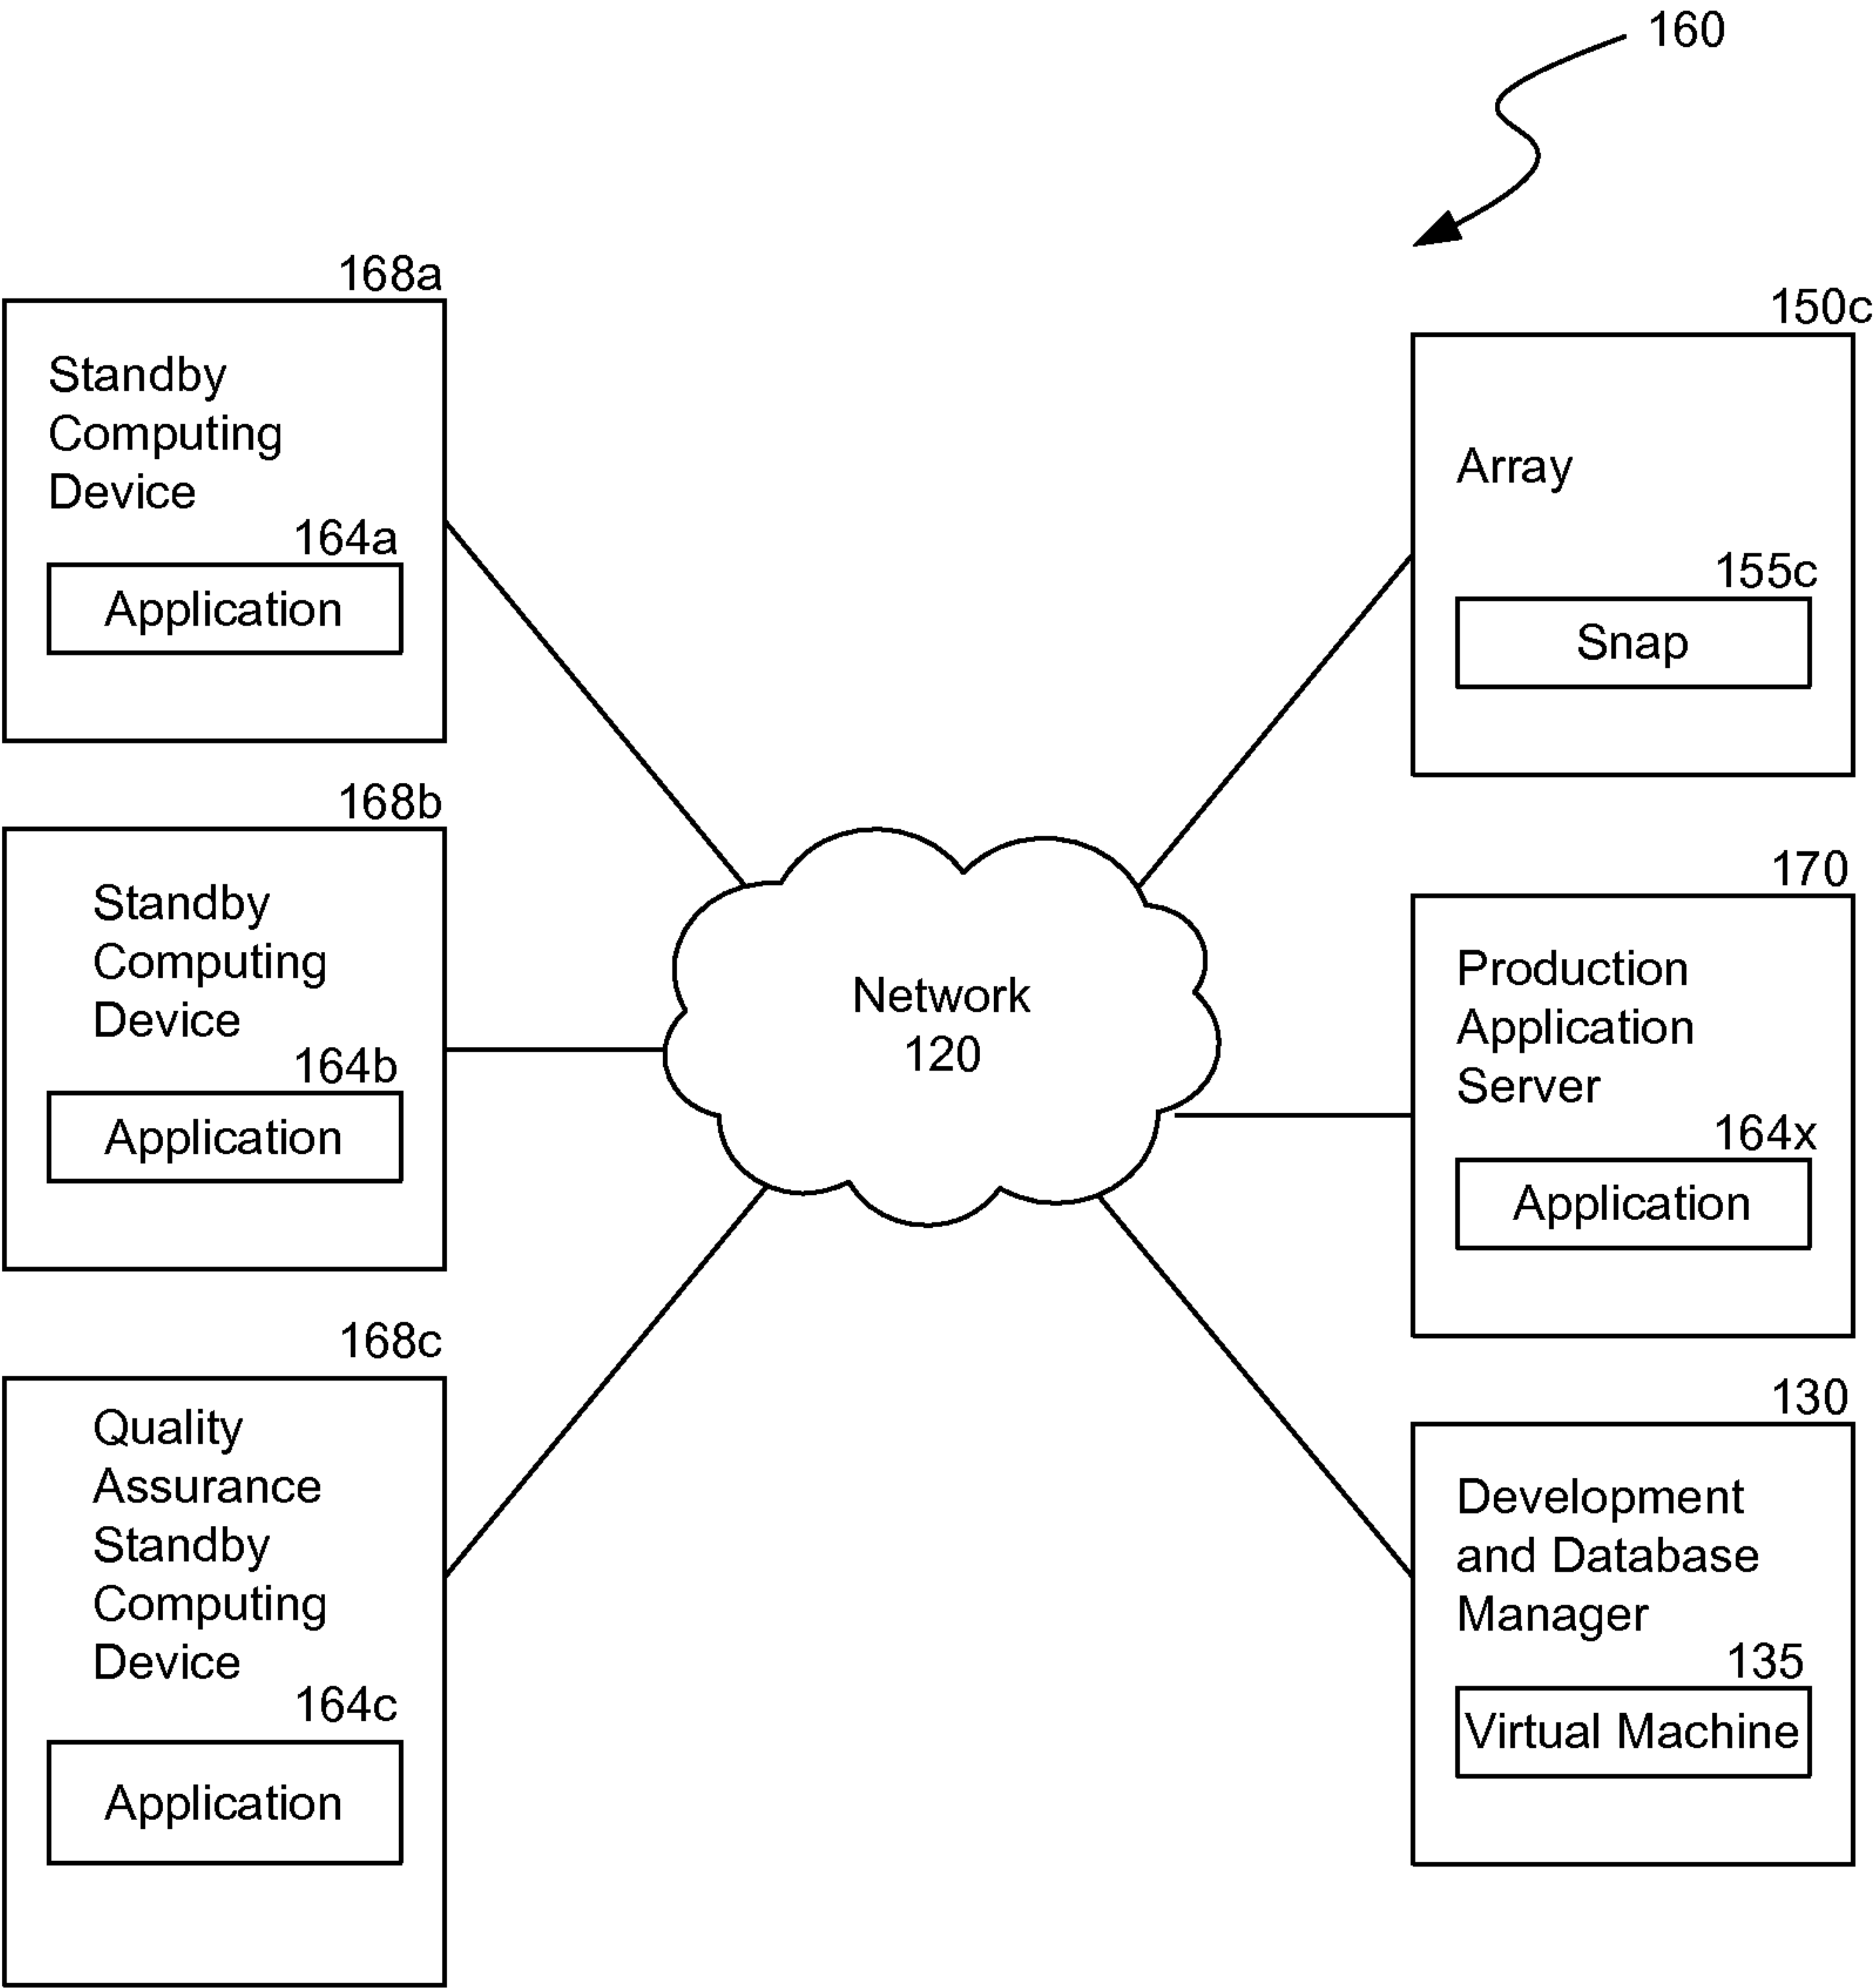 160
168a
Standby
Computing
Device
164a
Application
168b
Standby
Computing
Device
164b
Application
168c
Quality
Assurance
Standby
Computing
Device
164c
Application
Network
120
150c
Array
155c
Snap
170
Production
Application
Server
164x
Application
130
Development
and Database
Manager
135
Virtual Machine